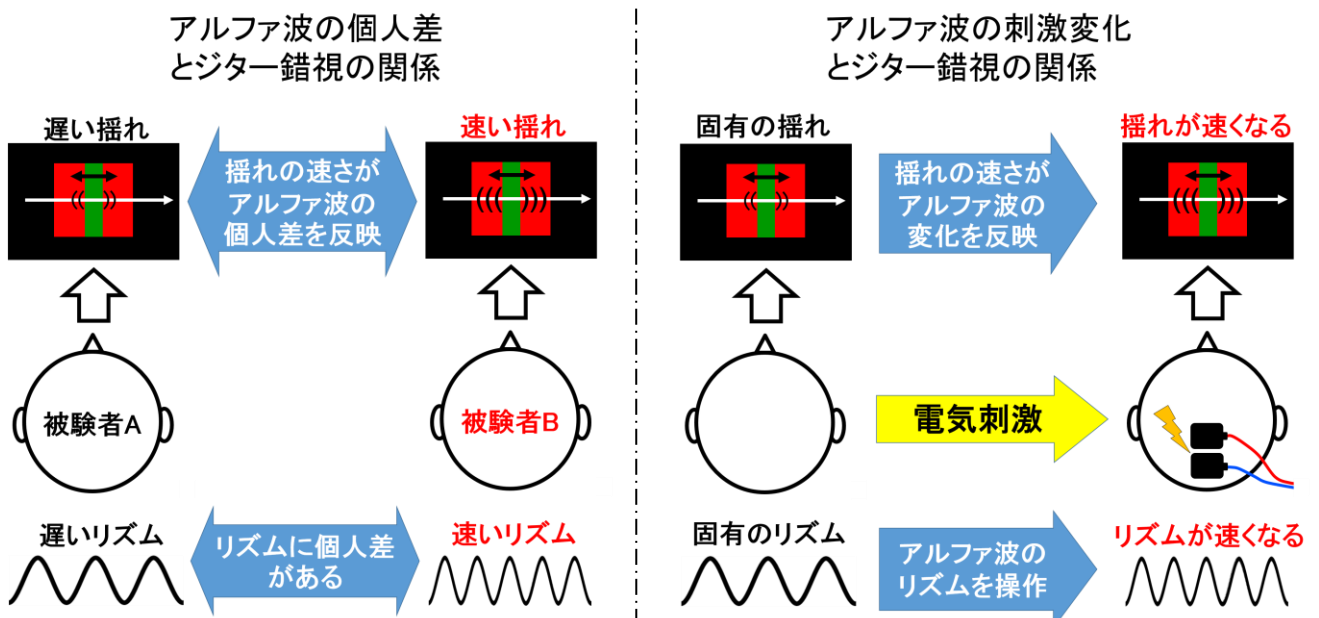 アルファ波の個人差
とジター錯視の関係
遅い揺れ
速い揺れ
揺れの速さが
アルファ波の
個人差を反映
被験者A
被験者B
遅いリズム
速いリズム
リズムに個人差
がある
アルファ波の刺激変化
とジター錯視の関係
固有の揺れ
揺れが速くなる
揺れの速さが
アルファ波の
変化を反映
電気刺激
固有のリズム
リズムが速くなる
アルファ波の
リズムを操作